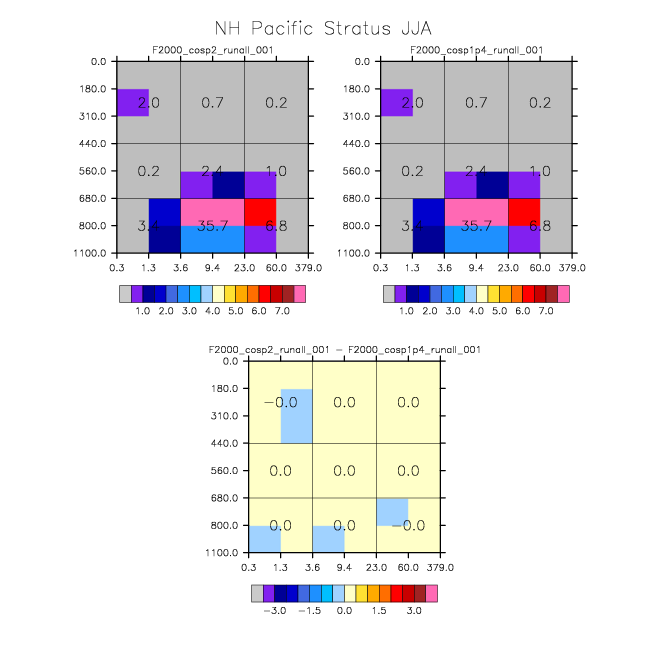 NH Pacific Stratus JJA
F2000_cosp2_runall_001
F2000_cosp1p4_runall_001
0.0
180.0
310.0
440.0
560.0
680.0
800.0
1100.0
2.0 0.7 0.2
0.2 2.4 1.0
3.4 35.7 6.8
0.3 1.3 3.6 9.4 23.0 60.0 379.0
1.0 2.0 3.0 4.0 5.0 6.0 7.0
0.0
180.0
310.0
440.0
560.0
680.0
800.0
1100.0
2.0 0.7 0.2
0.2 2.4 1.0
3.4 35.7 6.8
0.3 1.3 3.6 9.4 23.0 60.0 379.0
1.0 2.0 3.0 4.0 5.0 6.0 7.0
F2000_cosp2_runall_001 − F2000_cosp1p4_runall_001
0.0
180.0
310.0
440.0
560.0
680.0
800.0
1100.0
−0.0 0.0 0.0
0.0 0.0 0.0
0.0 0.0 −0.0
0.3 1.3 3.6 9.4 23.0 60.0 379.0
−3.0 −1.5 0.0 1.5 3.0